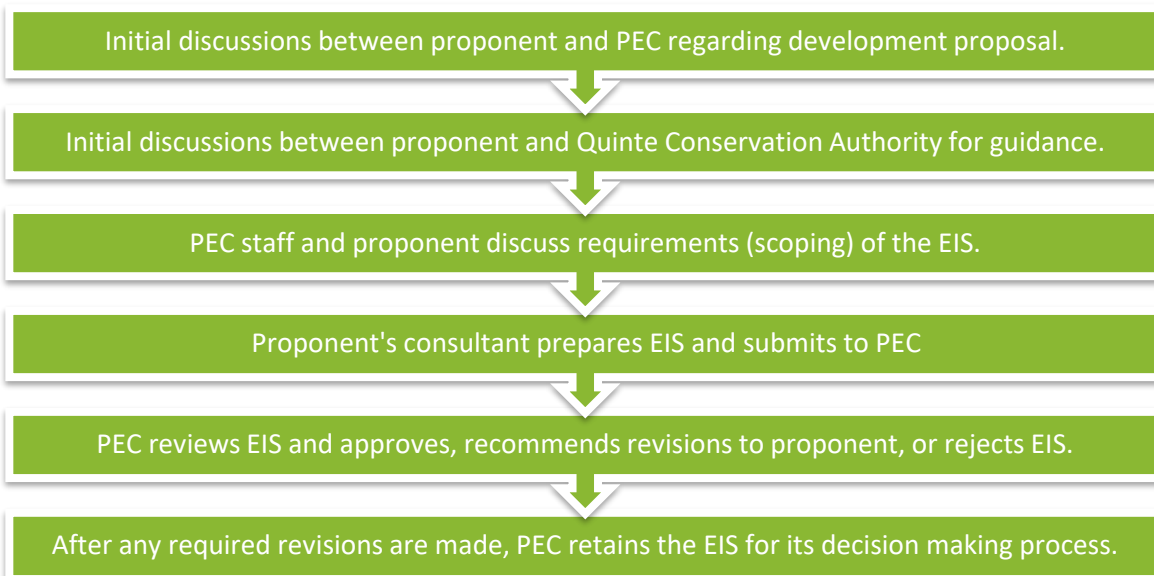 Initial discussions between proponent and PEC regarding development proposal.
Initial discussions between proponent and Quinte Conservation Authority for guidance.
PEC staff and proponent discuss requirements (scoping) of the EIS.
Proponent's consultant prepares EIS and submits to PEC
PEC reviews EIS and approves, recommends revisions to proponent, or rejects EIS.
After any required revisions are made, PEC retains the EIS for its decision making process.